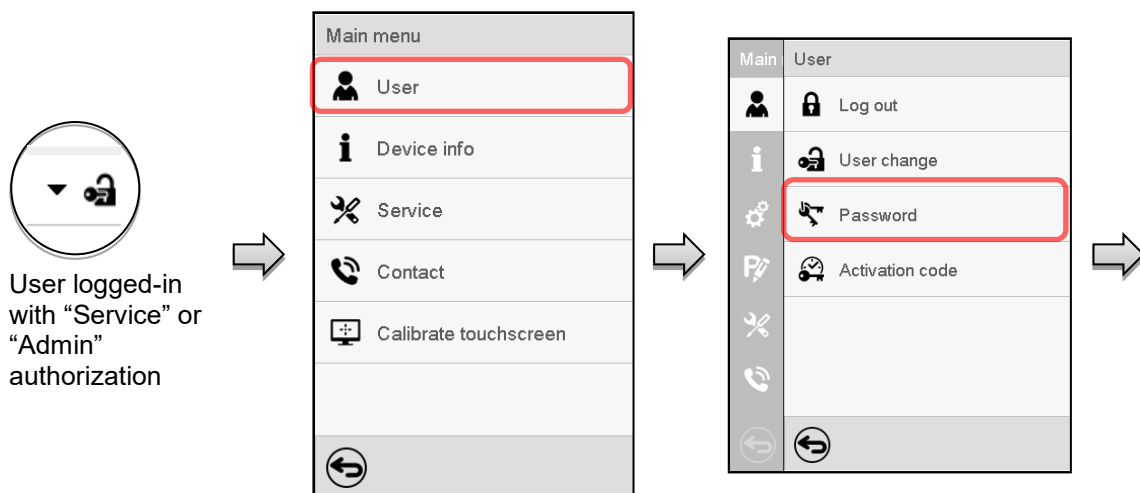 User logged-in
with “Service” or
“Admin”
authorization
Main menu
User
Device info
Service
Contact
Calibrate touchscreen
Main
User
Log out
User change
Password
Activation code